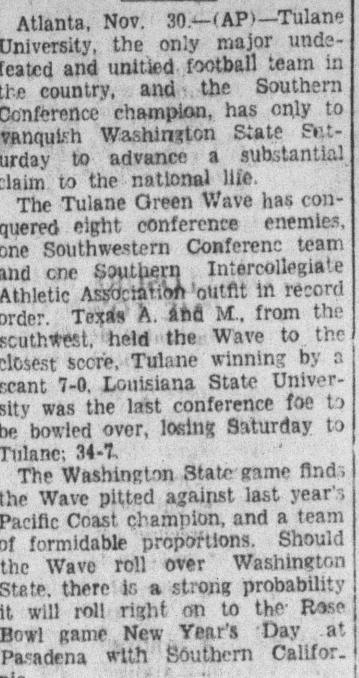 Atlanta, Nov. 30.—(AP)—Tulane
University, the only major unde-
feated and unitied football team in
the country, and the Southern
Conference champion, has only to
vanquish Washington State Sat-
urday to advance a substantial
claim to the national life.
The Tulane Green Wave has con-
quered eight conference enemies,
one Southwestern Conferenc team
and one Southern Intercollegiate
Athletic Association outfit in record
order. Texas A. and M., from the
southwest, held the Wave to the
closest score, Tulane winning by a
scant 7-0. Louisiana State Univer-
sity was the last conference foe to
be bowled over, losing Saturday to
Tulane; 34-7.
The Washington State game finds
the Wave pitted against last year's
Pacific Coast champion, and a team
of formidable proportions. Should
the Wave roll over Washington
State, there is a strong probability
it will roll right on to the Rose
Bowl game New Year's Day at
Pasadena with Southern Califor-